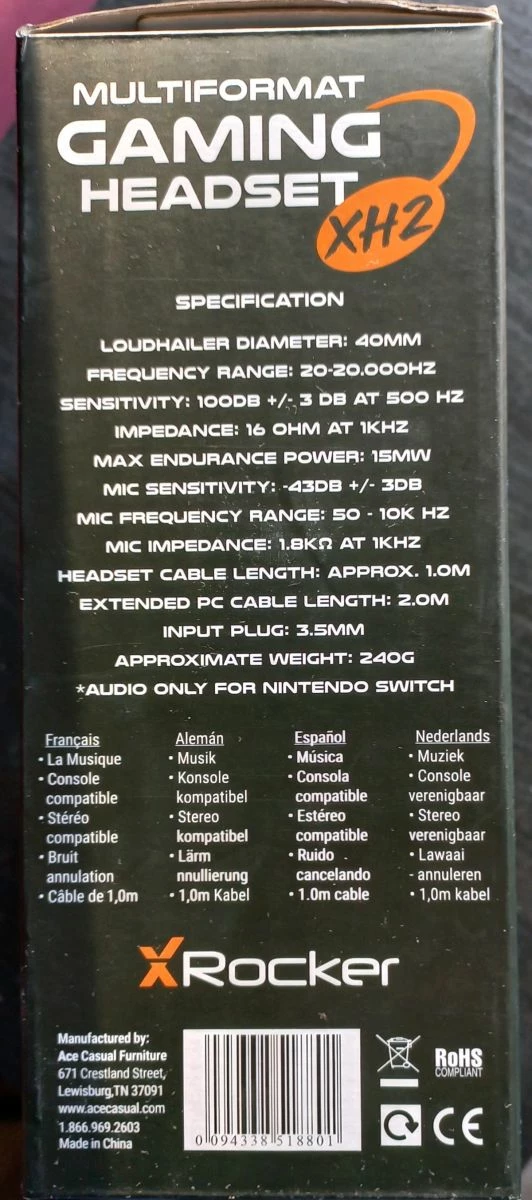 MULTIFORMAT
GAMING
HEADSET
XH2
SPECIFICATION
LOUDHAILER DIAMETER: 40MM
FREQUENCY RANGE: 20-20.000HZ
SENSITIVITY: 100DB +/- 3 DB AT 500 HZ
IMPEDANCE: 16 OHM AT 1KHZ
MAX ENDURANCE POWER: 15MW
MIC SENSITIVITY: -43DB +/- 3DB
MIC FREQUENCY RANGE: 50 - 10K HZ
MIC IMPEDANCE: 1.8KΩ AT 1KHZ
HEADSET CABLE LENGTH: APPROX. 1.0M
EXTENDED PC CABLE LENGTH: 2.0M
INPUT PLUG: 3.5MM
APPROXIMATE WEIGHT: 240G
*AUDIO ONLY FOR NINTENDO SWITCH
Français
• La Musique
• Console
compatible
• Stéréo
compatible
• Bruit
annulation
• Câble de 1,0m
Alemán
• Musik
• Konsole
kompatibel
• Stereo
kompatibel
• Lärm
nnullierung
• 1,0m Kabel
Español
• Música
• Consola
compatible
• Estéreo
compatible
• Ruido
cancelando
• 1.0m cable
Nederlands
• Muziek
• Console
verenigbaar
• Stereo
verenigbaar
• Lawaai
- annuleren
• 1,0m kabel
XRocker
Manufactured by:
Ace Casual Furniture
671 Crestland Street,
Lewisburg,TN 37091
www.acecasual.com
1.866.969.2603
Made in China
0 094338 518801
RoHS
COMPLIANT
CE